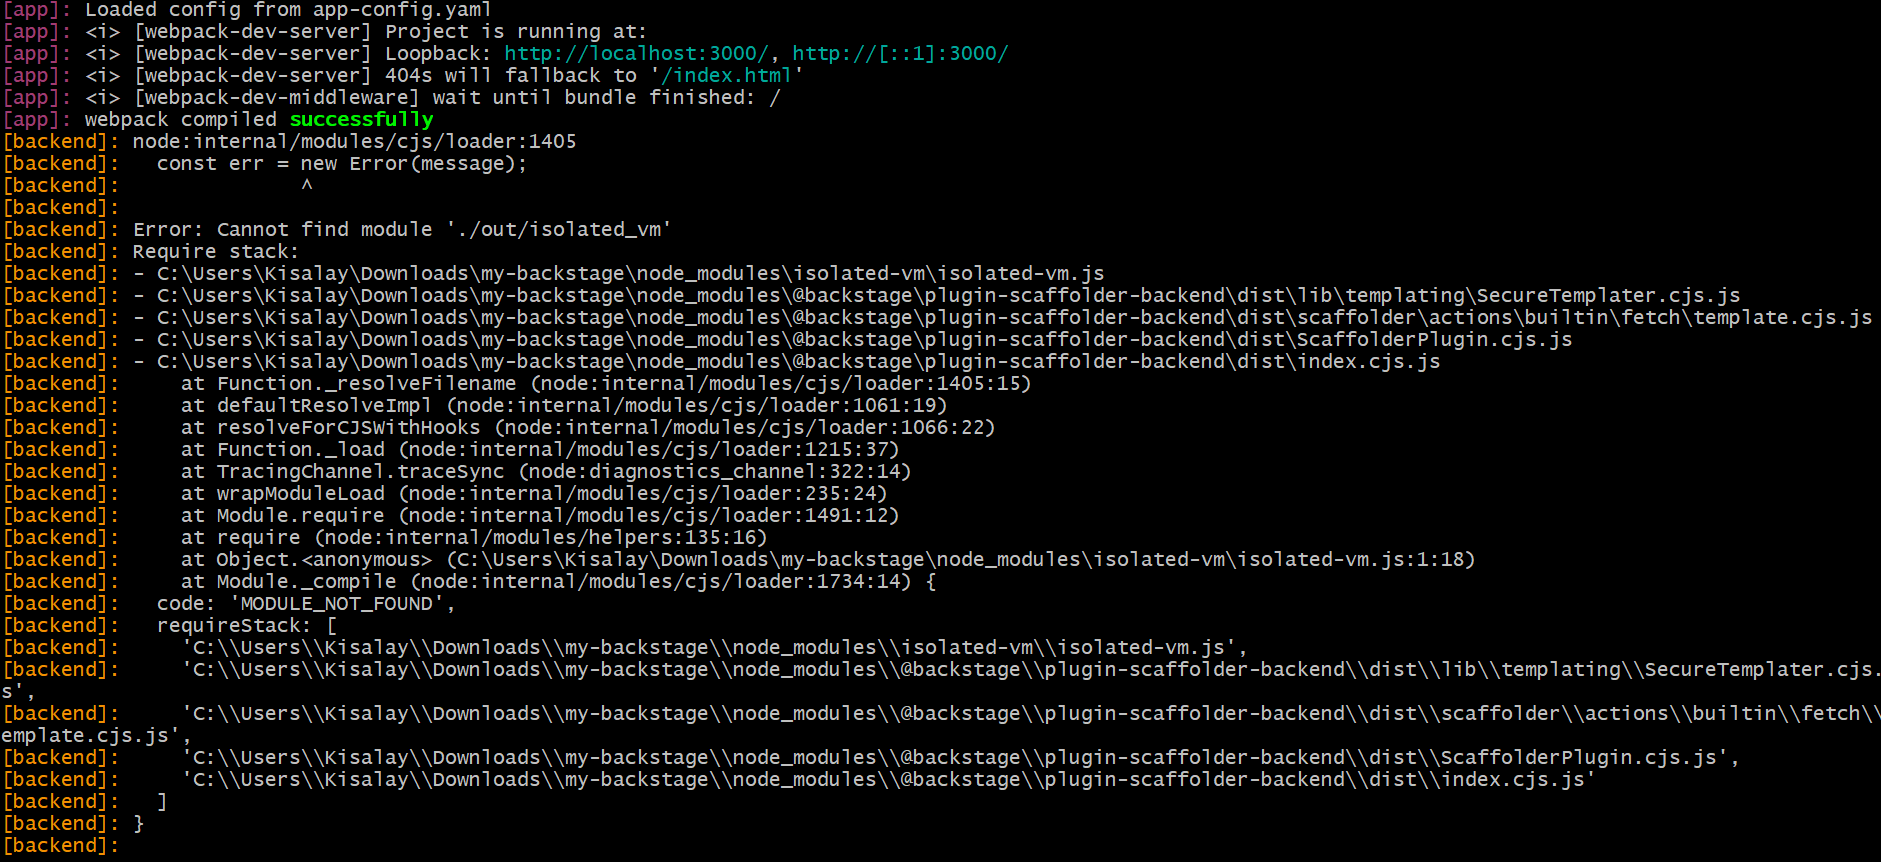 [app]: Loaded config from app-config.yaml
[app]: <i> [webpack-dev-server] Project is running at:
[app]: <i> [webpack-dev-server] Loopback: http://localhost:3000/, http://[::1]:3000/
[app]: <i> [webpack-dev-server] 404s will fallback to '/index.html'
[app]: <i> [webpack-dev-middleware] wait until bundle finished: /
[app]: webpack compiled successfully
[backend]: node:internal/modules/cjs/loader:1405
[backend]:   const err = new Error(message);
[backend]:               ^
[backend]:
[backend]: Error: Cannot find module './out/isolated_vm'
[backend]: Require stack:
[backend]: - C:\Users\Kisalay\Downloads\my-backstage\node_modules\isolated-vm\isolated-vm.js
[backend]: - C:\Users\Kisalay\Downloads\my-backstage\node_modules\@backstage\plugin-scaffolder-backend\dist\lib\templating\SecureTemplater.cjs.js
[backend]: - C:\Users\Kisalay\Downloads\my-backstage\node_modules\@backstage\plugin-scaffolder-backend\dist\scaffolder\actions\builtin\fetch\template.cjs.js
[backend]: - C:\Users\Kisalay\Downloads\my-backstage\node_modules\@backstage\plugin-scaffolder-backend\dist\ScaffolderPlugin.cjs.js
[backend]: - C:\Users\Kisalay\Downloads\my-backstage\node_modules\@backstage\plugin-scaffolder-backend\dist\index.cjs.js
[backend]:     at Function._resolveFilename (node:internal/modules/cjs/loader:1405:15)
[backend]:     at defaultResolveImpl (node:internal/modules/cjs/loader:1061:19)
[backend]:     at resolveForCJSWithHooks (node:internal/modules/cjs/loader:1066:22)
[backend]:     at Function._load (node:internal/modules/cjs/loader:1215:37)
[backend]:     at TracingChannel.traceSync (node:diagnostics_channel:322:14)
[backend]:     at wrapModuleLoad (node:internal/modules/cjs/loader:235:24)
[backend]:     at Module.require (node:internal/modules/cjs/loader:1491:12)
[backend]:     at require (node:internal/modules/helpers:135:16)
[backend]:     at Object.<anonymous> (C:\Users\Kisalay\Downloads\my-backstage\node_modules\isolated-vm\isolated-vm.js:1:18)
[backend]:     at Module._compile (node:internal/modules/cjs/loader:1734:14) {
[backend]:   code: 'MODULE_NOT_FOUND',
[backend]:   requireStack: [
[backend]:     'C:\\Users\\Kisalay\\Downloads\\my-backstage\\node_modules\\isolated-vm\\isolated-vm.js',
[backend]:     'C:\\Users\\Kisalay\\Downloads\\my-backstage\\node_modules\\@backstage\\plugin-scaffolder-backend\\dist\\lib\\templating\\SecureTemplater.cjs.
s',
[backend]:     'C:\\Users\\Kisalay\\Downloads\\my-backstage\\node_modules\\@backstage\\plugin-scaffolder-backend\\dist\\scaffolder\\actions\\builtin\\fetch\\
emplate.cjs.js',
[backend]:     'C:\\Users\\Kisalay\\Downloads\\my-backstage\\node_modules\\@backstage\\plugin-scaffolder-backend\\dist\\ScaffolderPlugin.cjs.js',
[backend]:     'C:\\Users\\Kisalay\\Downloads\\my-backstage\\node_modules\\@backstage\\plugin-scaffolder-backend\\dist\\index.cjs.js'
[backend]:   ]
[backend]: }
[backend]: